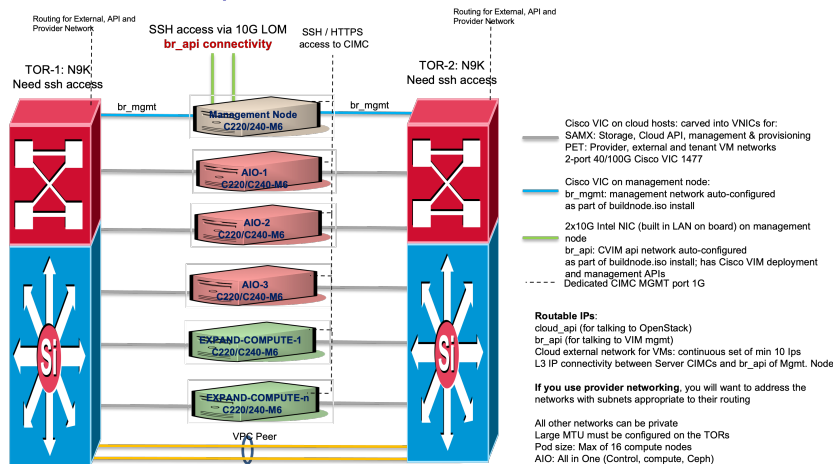 Routing for External, API and
Provider Network
SSH access via 10G LOM
br_api connectivity
SSH / HTTPS
access to CIMC
Routing for External, API and
Provider Network
TOR-1: N9K
Need ssh access
TOR-2: N9K
Need ssh access
br_mgmt
br_mgmt
Management Node
C220/240-M6
AIO-1
C220/C240-M6
AIO-2
C220/C240-M6
AIO-3
C220/C240-M6
EXPAND-COMPUTE-1
C220/C240-M6
EXPAND-COMPUTE-n
C220/240-M6
Si
Si
VPC Peer
Cisco VIC on cloud hosts: carved into VNICs for:
SAMX: Storage, Cloud API, management & provisioning
PET: Provider, external and tenant VM networks
2-port 40/100G Cisco VIC 1477
Cisco VIC on management node:
br_mgmt: management network auto-configured
as part of buildnode.iso install
2x10G Intel NIC (built in LAN on board) on management
node
br_api: CVIM api network auto-configured
as part of buildnode.iso install; has Cisco VIM deployment
and management APIs
Dedicated CIMC MGMT port 1G
Routable IPs:
cloud_api (for talking to OpenStack)
br_api (for talking to VIM mgmt)
Cloud external network for VMs: continuous set of min 10 Ips
L3 IP connectivity between Server CIMCs and br_api of Mgmt. Node
If you use provider networking, you will want to address the
networks with subnets appropriate to their routing
All other networks can be private
Large MTU must be configured on the TORs
Pod size: Max of 16 compute nodes
AIO: All in One (Control, compute, Ceph)